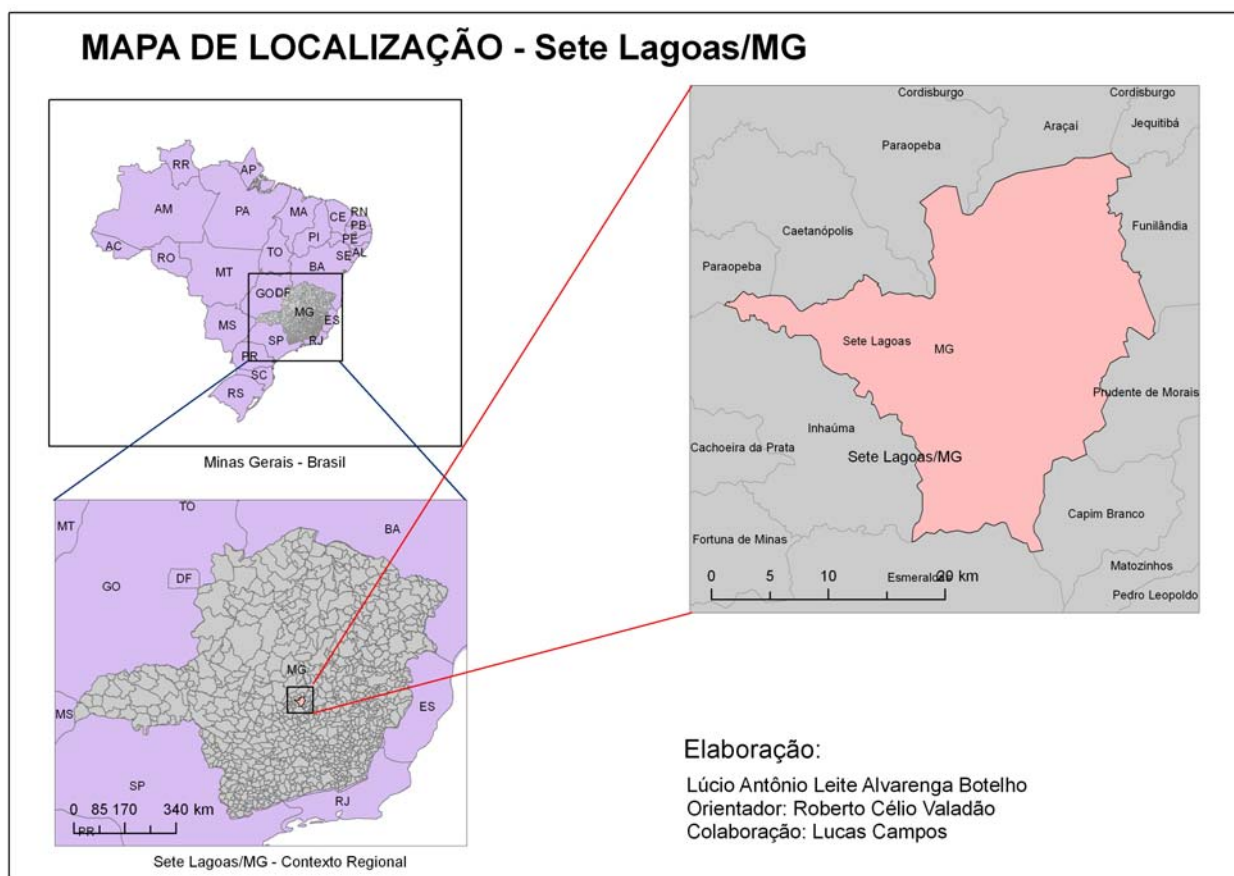 MAPA DE LOCALIZAÇÃO - Sete Lagoas/MG
RR
AP
AM
PA
MA
CE
RN
PB
PI
PE
AC
TO
SE
AL
RO
MT
BA
GO
DF
MG
MS
ES
SP
RJ
PR
SC
RS
Minas Gerais - Brasil
TO
MT
BA
DF
GO
MG
MS
ES
SP
0 85 170 340 km
RJ
PR
Sete Lagoas/MG - Contexto Regional
Cordisburgo
Cordisburgo
Araçaí
Jequitibá
Paraopeba
Funilândia
Caetanópolis
Paraopeba
Sete Lagoas
MG
Prudente de Morais
Inhaúma
Cachoeira da Prata
Sete Lagoas/MG
Capim Branco
Fortuna de Minas
Matozinhos
Esmeraldas
0 5 10 20 km
Pedro Leopoldo
Elaboração:
Lúcio Antônio Leite Alvarenga Botelho
Orientador: Roberto Célio Valadão
Colaboração: Lucas Campos